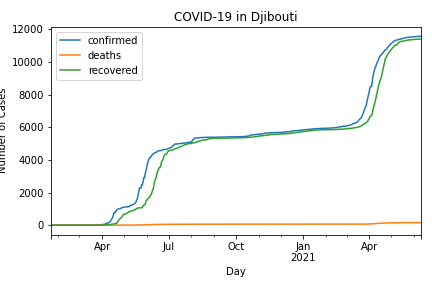 COVID-19 in Djibouti
confirmed
deaths
recovered
12000
10000
8000
6000
4000
2000
0
Number of Cases
Apr
Jul
Oct
Jan
2021
Apr
Day